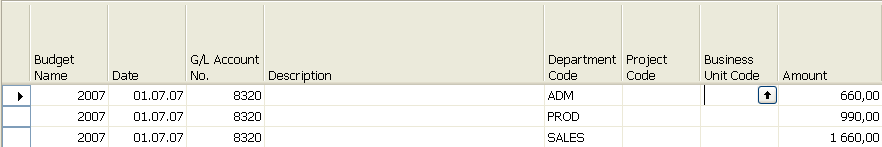 Budget Name Date G/L Account No. Description Department Code Project Code Business Unit Code Amount
2007 01.07.07 8320 ADM 660,00
2007 01.07.07 8320 PROD 990,00
2007 01.07.07 8320 SALES 1 660,00